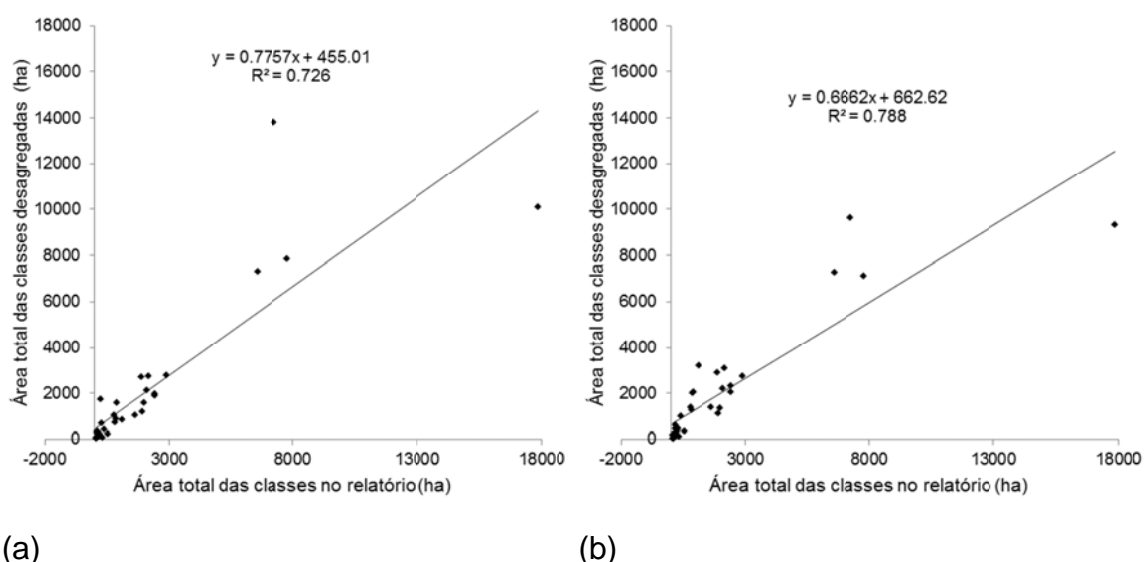 18000
16000
14000
12000
10000
8000
6000
4000
2000
0
-2000 3000 8000 13000 18000
Área total das classes desagregadas (ha)
Área total das classes no relatório(ha)
y = 0.7757x + 455.01
R² = 0.726
(a)
18000
16000
14000
12000
10000
8000
6000
4000
2000
0
-2000 3000 8000 13000 18000
Área total das classes desagregadas (ha)
Área total das classes no relatório (ha)
y = 0.6662x + 662.62
R² = 0.788
(b)